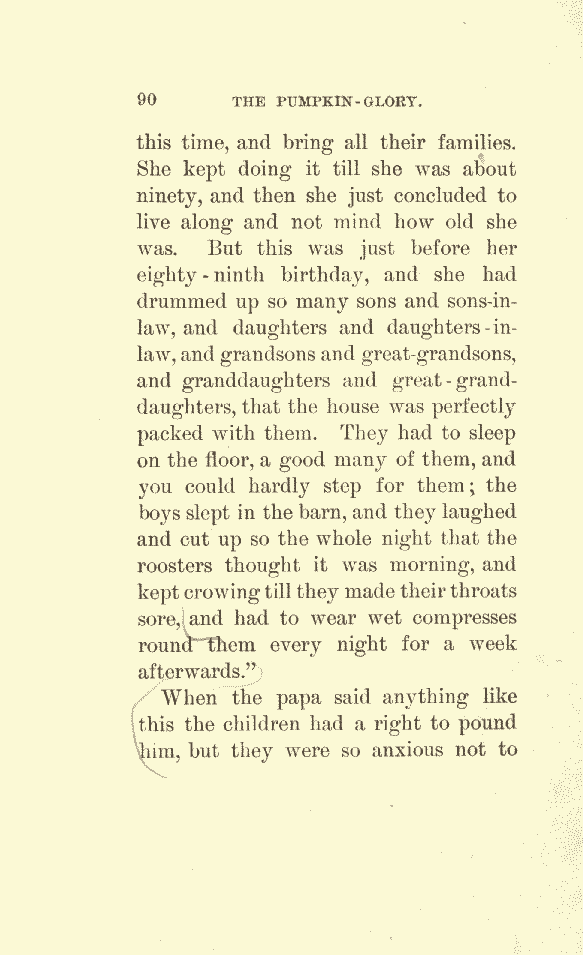 90 THE PUMPKIN-GLORY.
this time, and bring all their families.
She kept doing it till she was about
ninety, and then she just concluded to
live along and not mind how old she
was. But this was just before her
eighty-ninth birthday, and she had
drummed up so many sons and sons-in-
law, and daughters and daughters-in-
law, and grandsons and great-grandsons,
and granddaughters and great-grand-
daughters, that the house was perfectly
packed with them. They had to sleep
on the floor, a good many of them, and
you could hardly step for them; the
boys slept in the barn, and they laughed
and cut up so the whole night that the
roosters thought it was morning, and
kept crowing till they made their throats
sore, and had to wear wet compresses
round them every night for a week
afterwards.”
When the papa said anything like
this the children had a right to pound
him, but they were so anxious not to